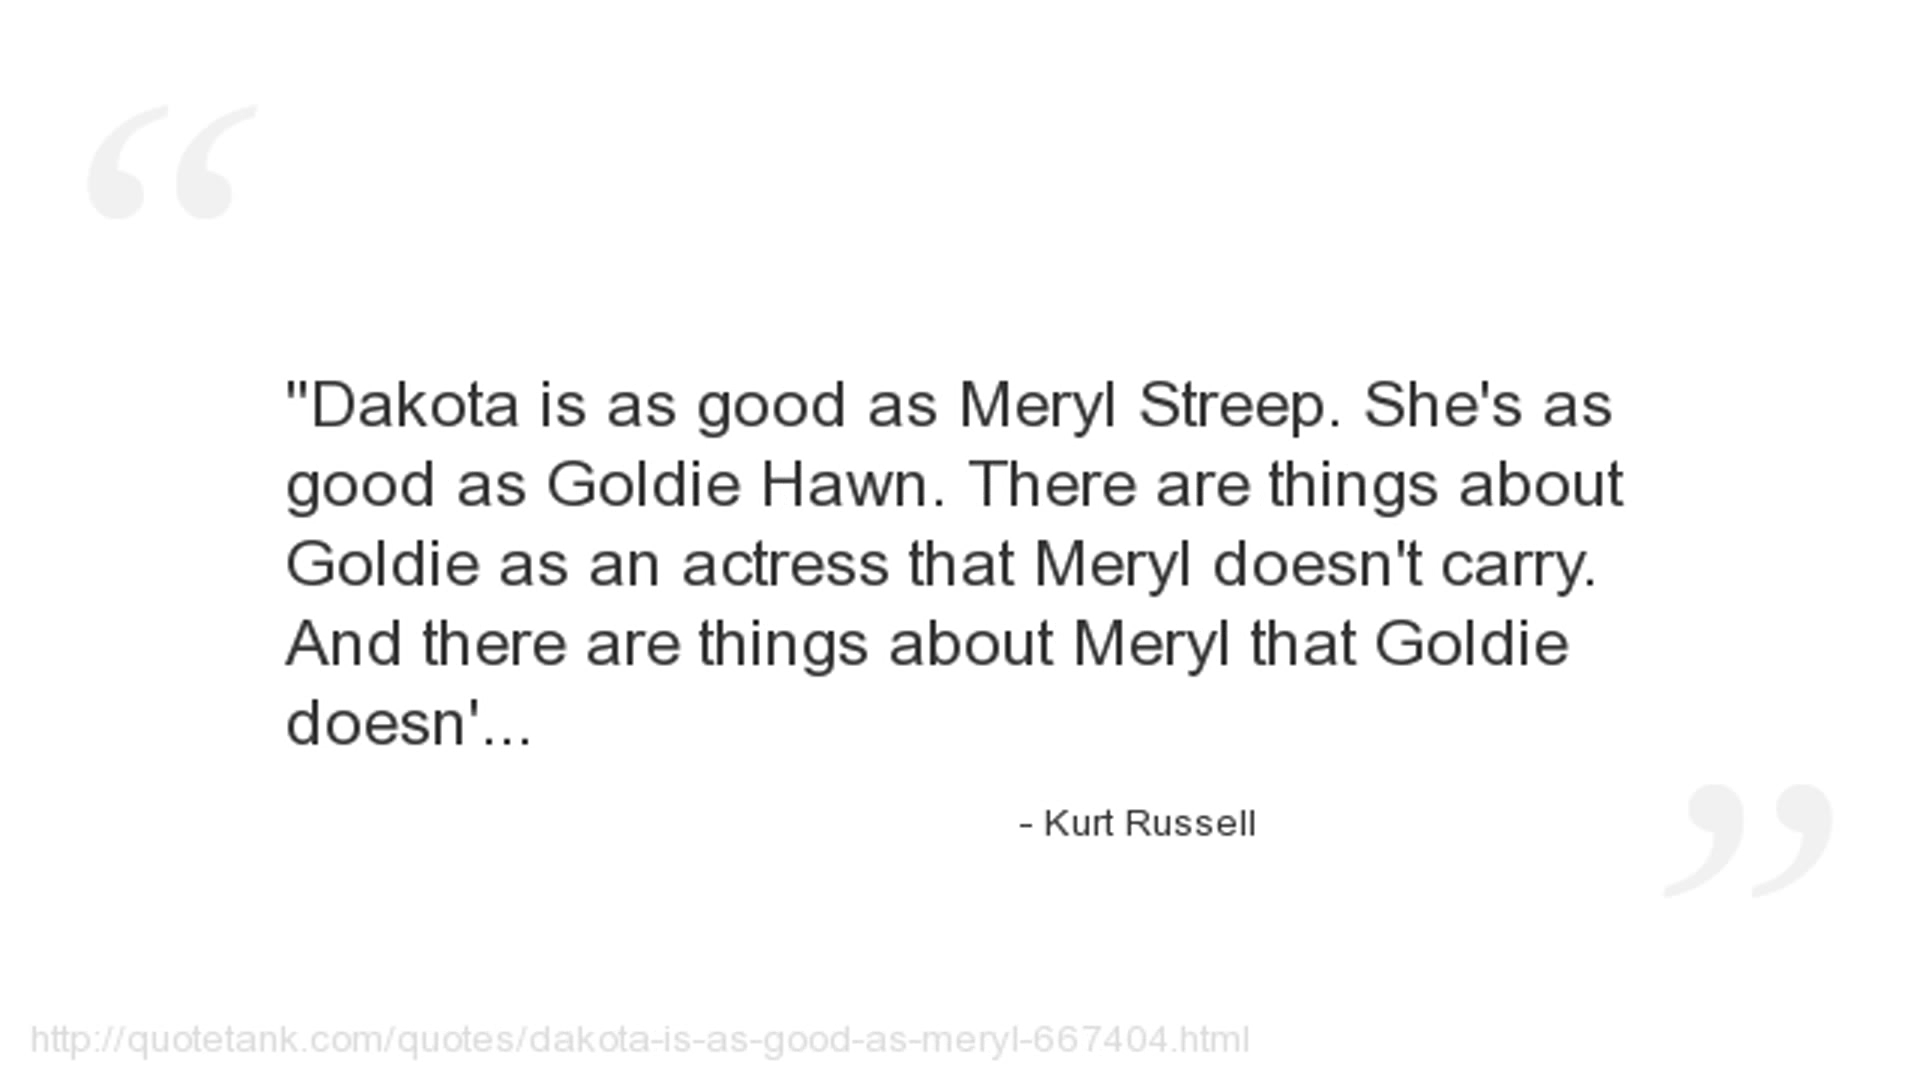 "Dakota is as good as Meryl Streep. She's as
good as Goldie Hawn. There are things about
Goldie as an actress that Meryl doesn't carry.
And there are things about Meryl that Goldie
doesn'...
- Kurt Russell
http://quotetank.com/quotes/dakota-is-as-good-as-meryl-667404.html